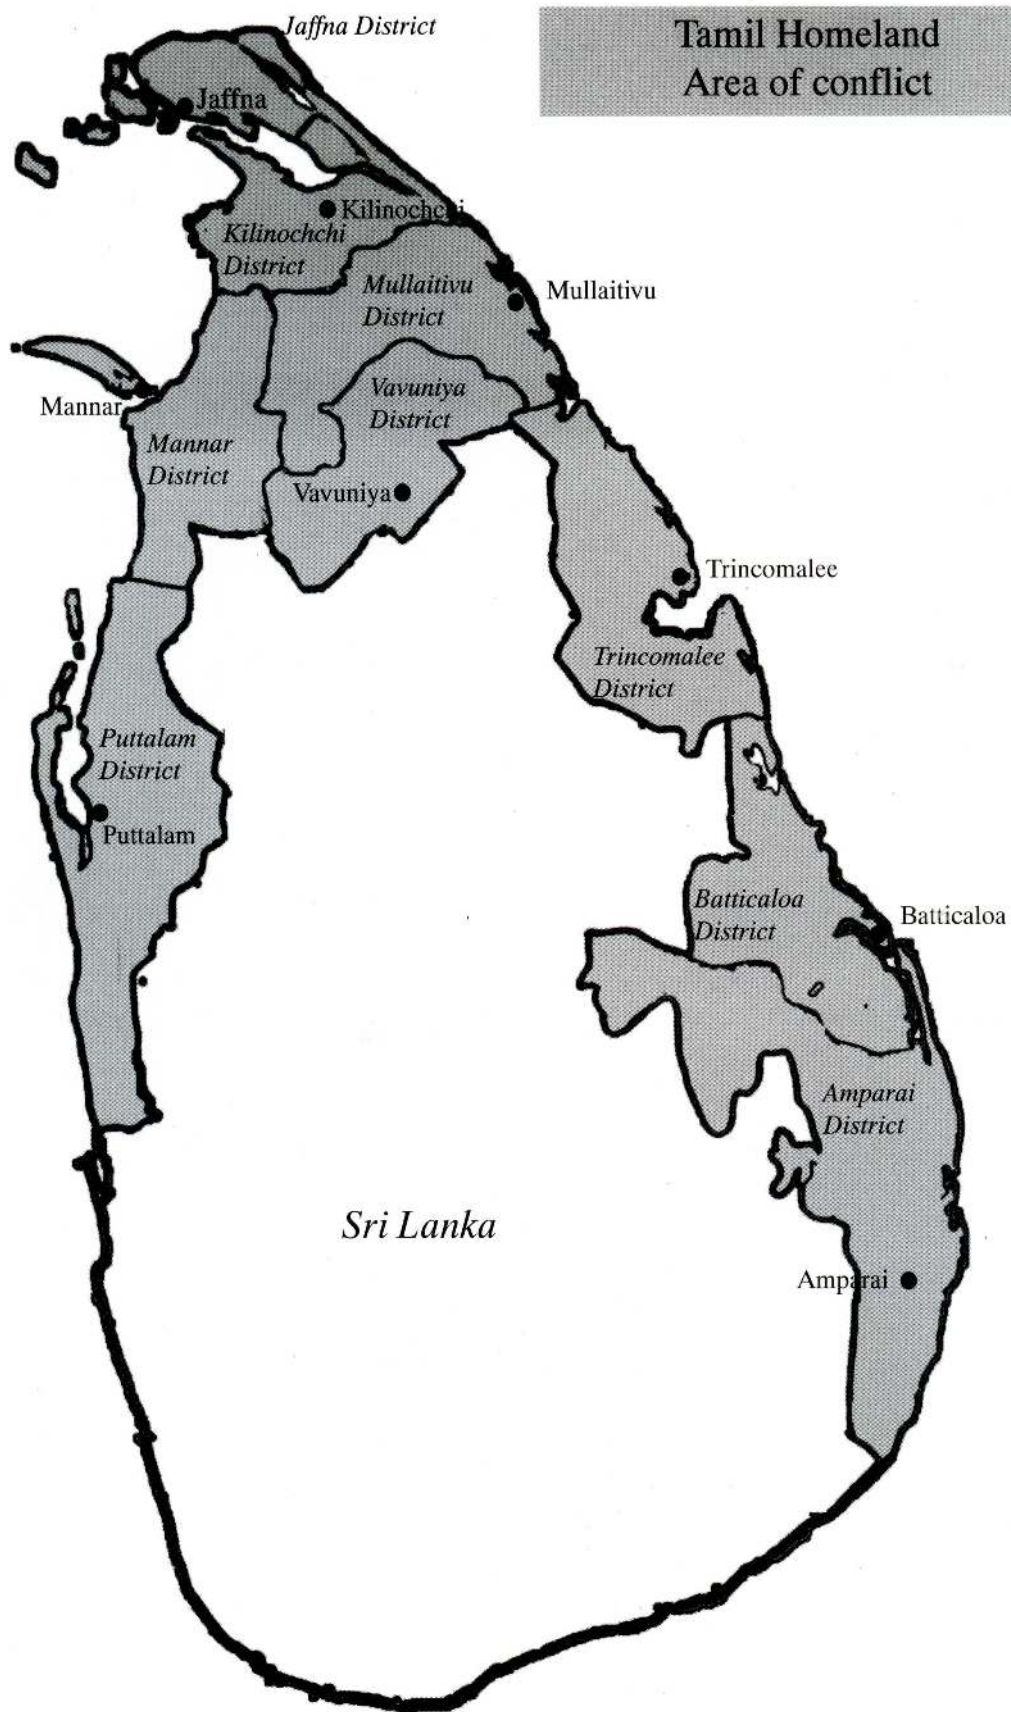 Jaffna District
Tamil Homeland
Area of conflict
Jaffna
Kilinochchi
Kilinochchi
District
Mullaitivu
District
Mullaitivu
Vavuniya
District
Mannar
Mannar
District
Vavuniya
Trincomalee
Trincomalee
District
Puttalam
District
Puttalam
Batticaloa
District
Batticaloa
Amparai
District
Sri Lanka
Amparai